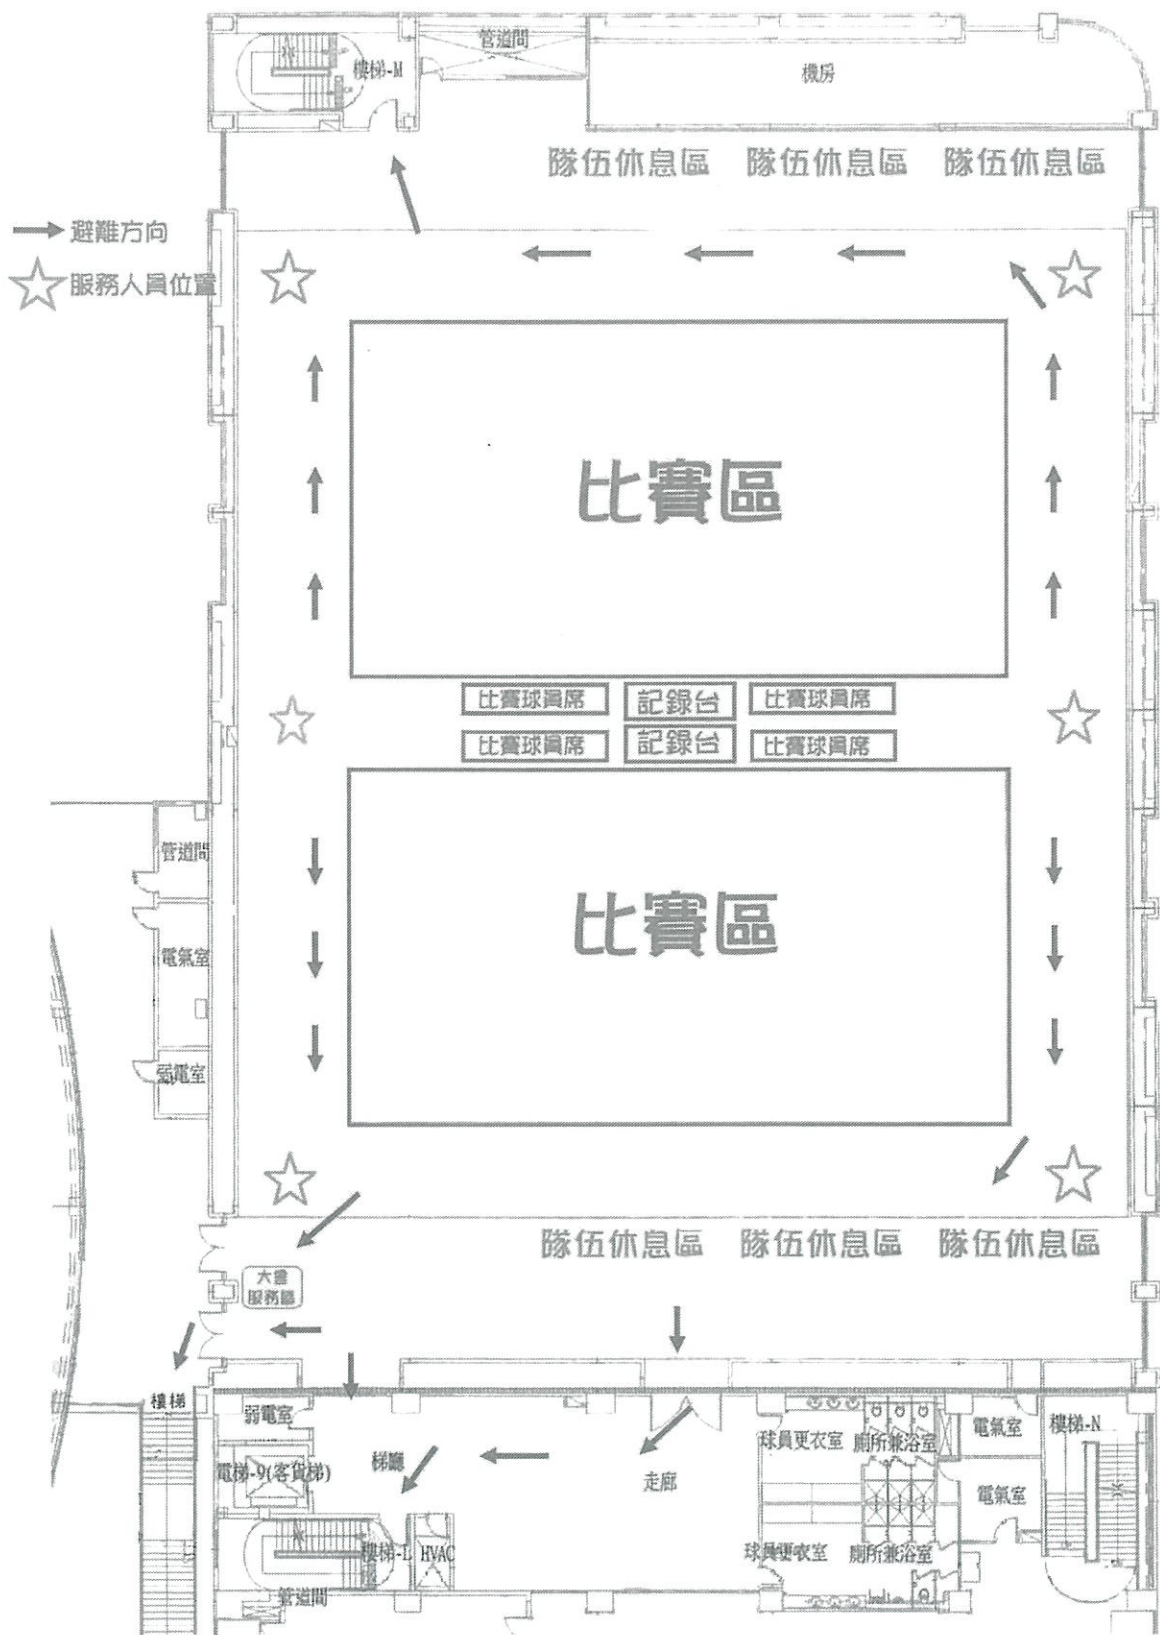 管道間
樓梯-M
機房
隊伍休息區 隊伍休息區 隊伍休息區
避難方向
服務人員位置
比賽區
比賽球員席 記錄台 比賽球員席
比賽球員席 記錄台 比賽球員席
管道間
比賽區
電氣室
弱電室
隊伍休息區 隊伍休息區 隊伍休息區
大會
服務區
樓梯
弱電室
電梯-9(客貨梯)
梯廳
走廊
球員更衣室 廁所兼浴室
電氣室
樓梯-N
電氣室
樓梯-L
HVAC
球員更衣室 廁所兼浴室
管道間